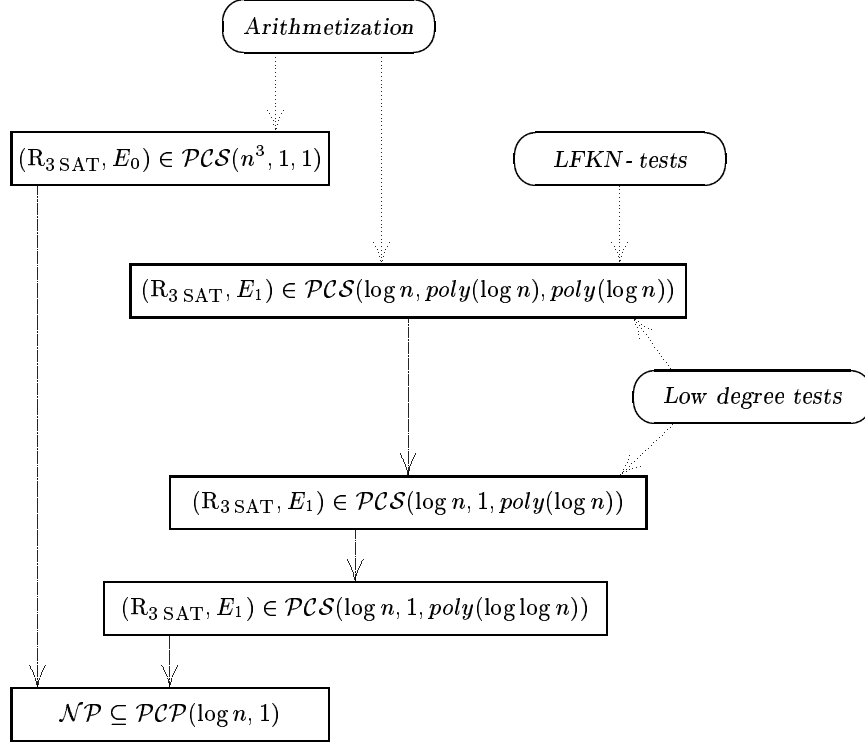 Arithmetization
(R₃ SAT, E₀) ∈ 𝒫𝒞𝒮(n³, 1, 1)
LFKN- tests
(R₃ SAT, E₁) ∈ 𝒫𝒞𝒮(log n, poly(log n), poly(log n))
Low degree tests
(R₃ SAT, E₁) ∈ 𝒫𝒞𝒮(log n, 1, poly(log n))
(R₃ SAT, E₁) ∈ 𝒫𝒞𝒮(log n, 1, poly(log log n))
𝒩𝒫 ⊆ 𝒫𝒞𝒫(log n, 1)